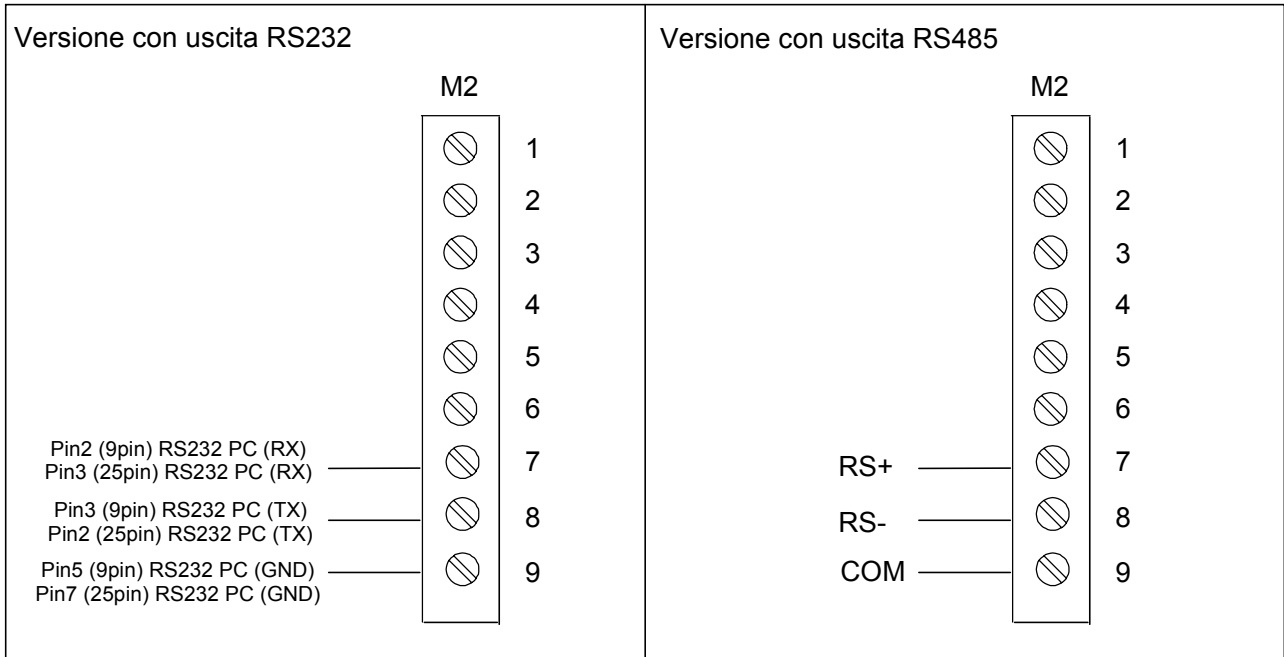 Versione con uscita RS232
M2
1
2
3
4
5
6
Pin2 (9pin) RS232 PC (RX)
Pin3 (25pin) RS232 PC (RX)
7
Pin3 (9pin) RS232 PC (TX)
Pin2 (25pin) RS232 PC (TX)
8
Pin5 (9pin) RS232 PC (GND)
Pin7 (25pin) RS232 PC (GND)
9
Versione con uscita RS485
M2
1
2
3
4
5
6
RS+ 7
RS- 8
COM 9